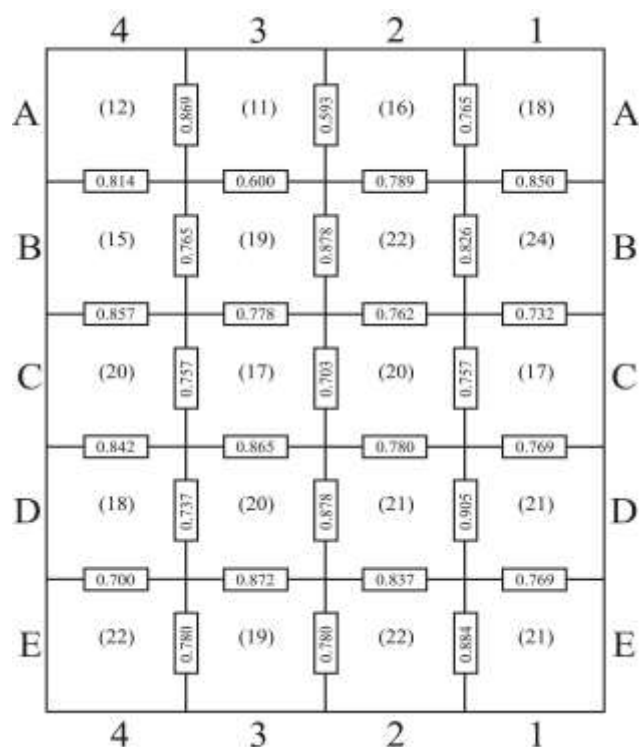 4 3 2 1
A (12) 0.869 (11) 0.593 (16) 0.765 (18) A
0.814 0.600 0.789 0.850
B (15) 0.765 (19) 0.878 (22) 0.826 (24) B
0.857 0.778 0.762 0.732
C (20) 0.757 (17) 0.703 (20) 0.757 (17) C
0.842 0.865 0.780 0.769
D (18) 0.737 (20) 0.878 (21) 0.905 (21) D
0.700 0.872 0.837 0.769
E (22) 0.780 (19) 0.780 (22) 0.884 (21) E
4 3 2 1